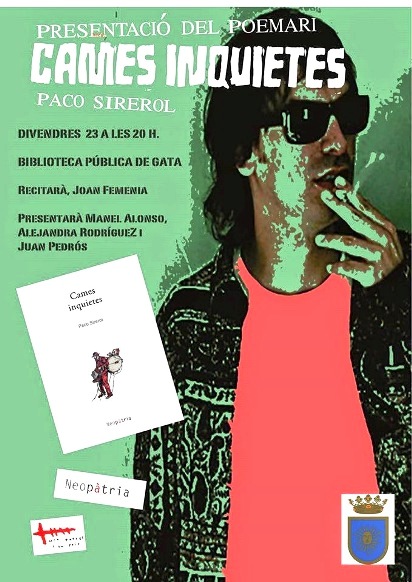 PRESENTACIÓ DEL POEMARI
CAMES INQUIETES
PACO SIREROL
DIVENDRES 23 A LES 20 H.
BIBLIOTECA PÚBLICA DE GATA
RECITARÀ, JOAN FEMENIA
PRESENTARÀ MANEL ALONSO,
ALEJANDRA RODRÍGUEZ I
JUAN PEDRÓS
Cames
inquietes
Paco Sirerol
Neopàtria
Neopàtria